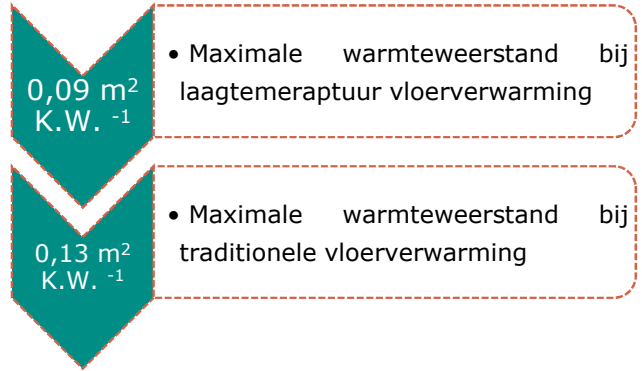 0,09 m²
K.W. ⁻¹
• Maximale warmteweerstand bij
laagtemeraptuur vloerverwarming
0,13 m²
K.W. ⁻¹
• Maximale warmteweerstand bij
traditionele vloerverwarming